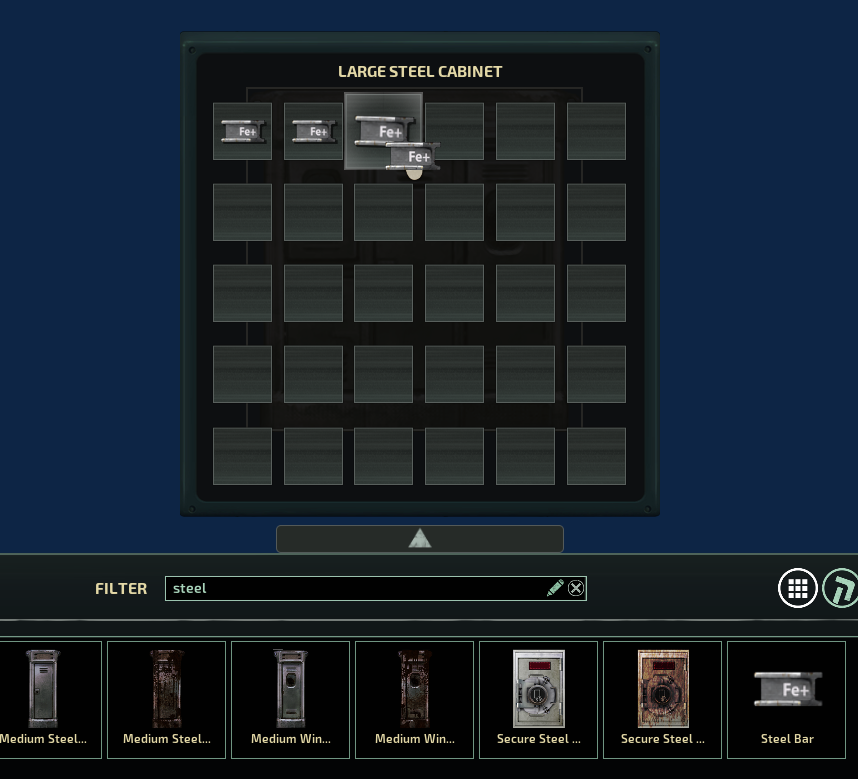 LARGE STEEL CABINET
Fe+
Fe+
Fe+
Fe+
FILTER
steel
Fe+
Medium Steel...
Medium Steel...
Medium Win...
Medium Win...
Secure Steel ...
Secure Steel ...
Steel Bar